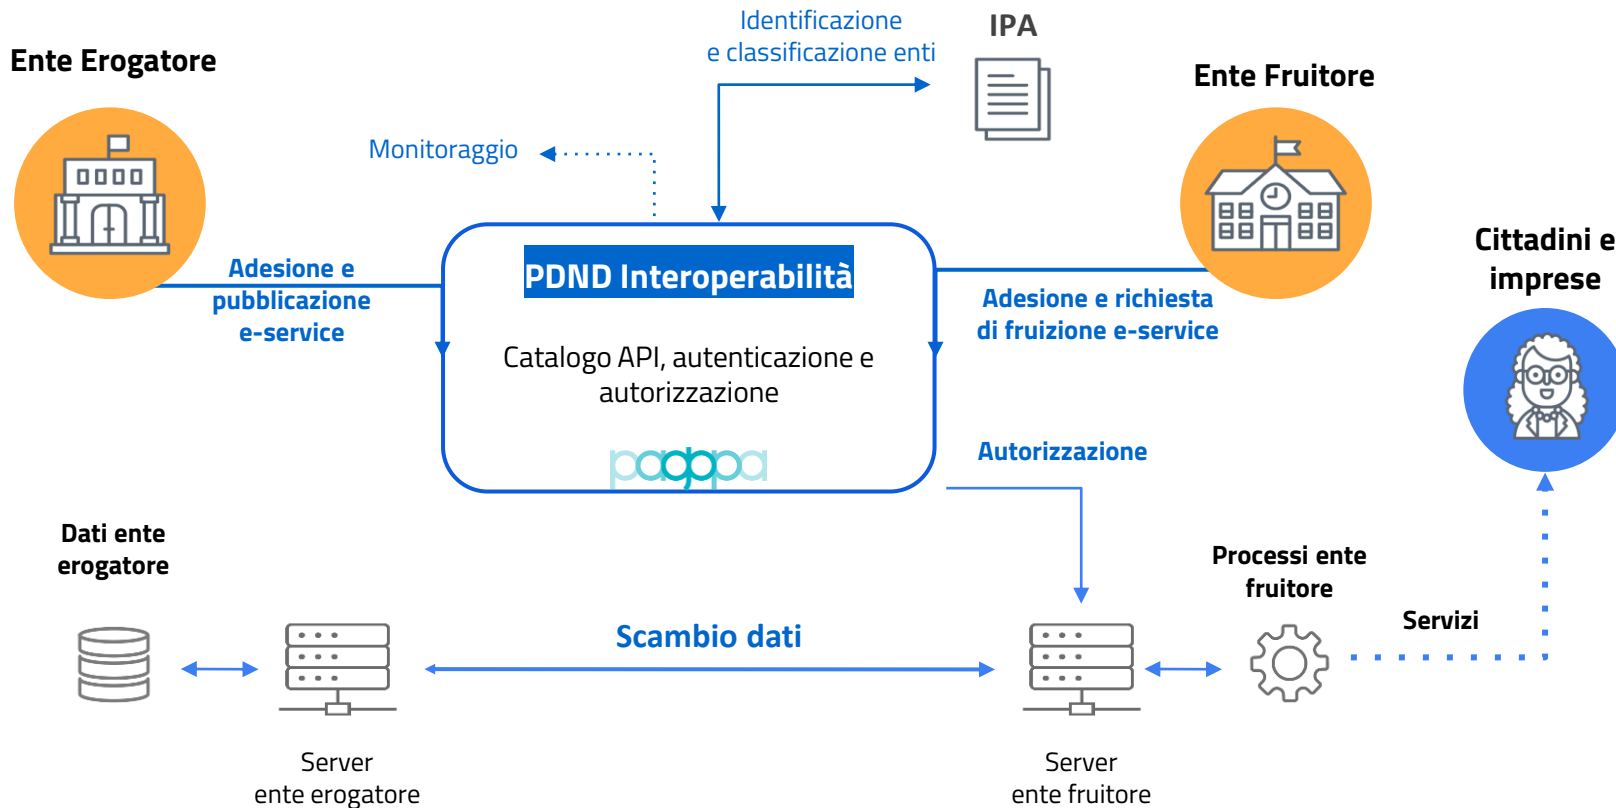 Identificazione
e classificazione enti
IPA
Ente Erogatore
Ente Fruitore
Monitoraggio
Cittadini e
imprese
Adesione e
pubblicazione
e-service
PDND Interoperabilità
Adesione e richiesta
di fruizione e-service
Catalogo API, autenticazione e
autorizzazione
pagopa
Autorizzazione
Dati ente
erogatore
Processi ente
fruitore
Scambio dati
Servizi
Server
ente erogatore
Server
ente fruitore